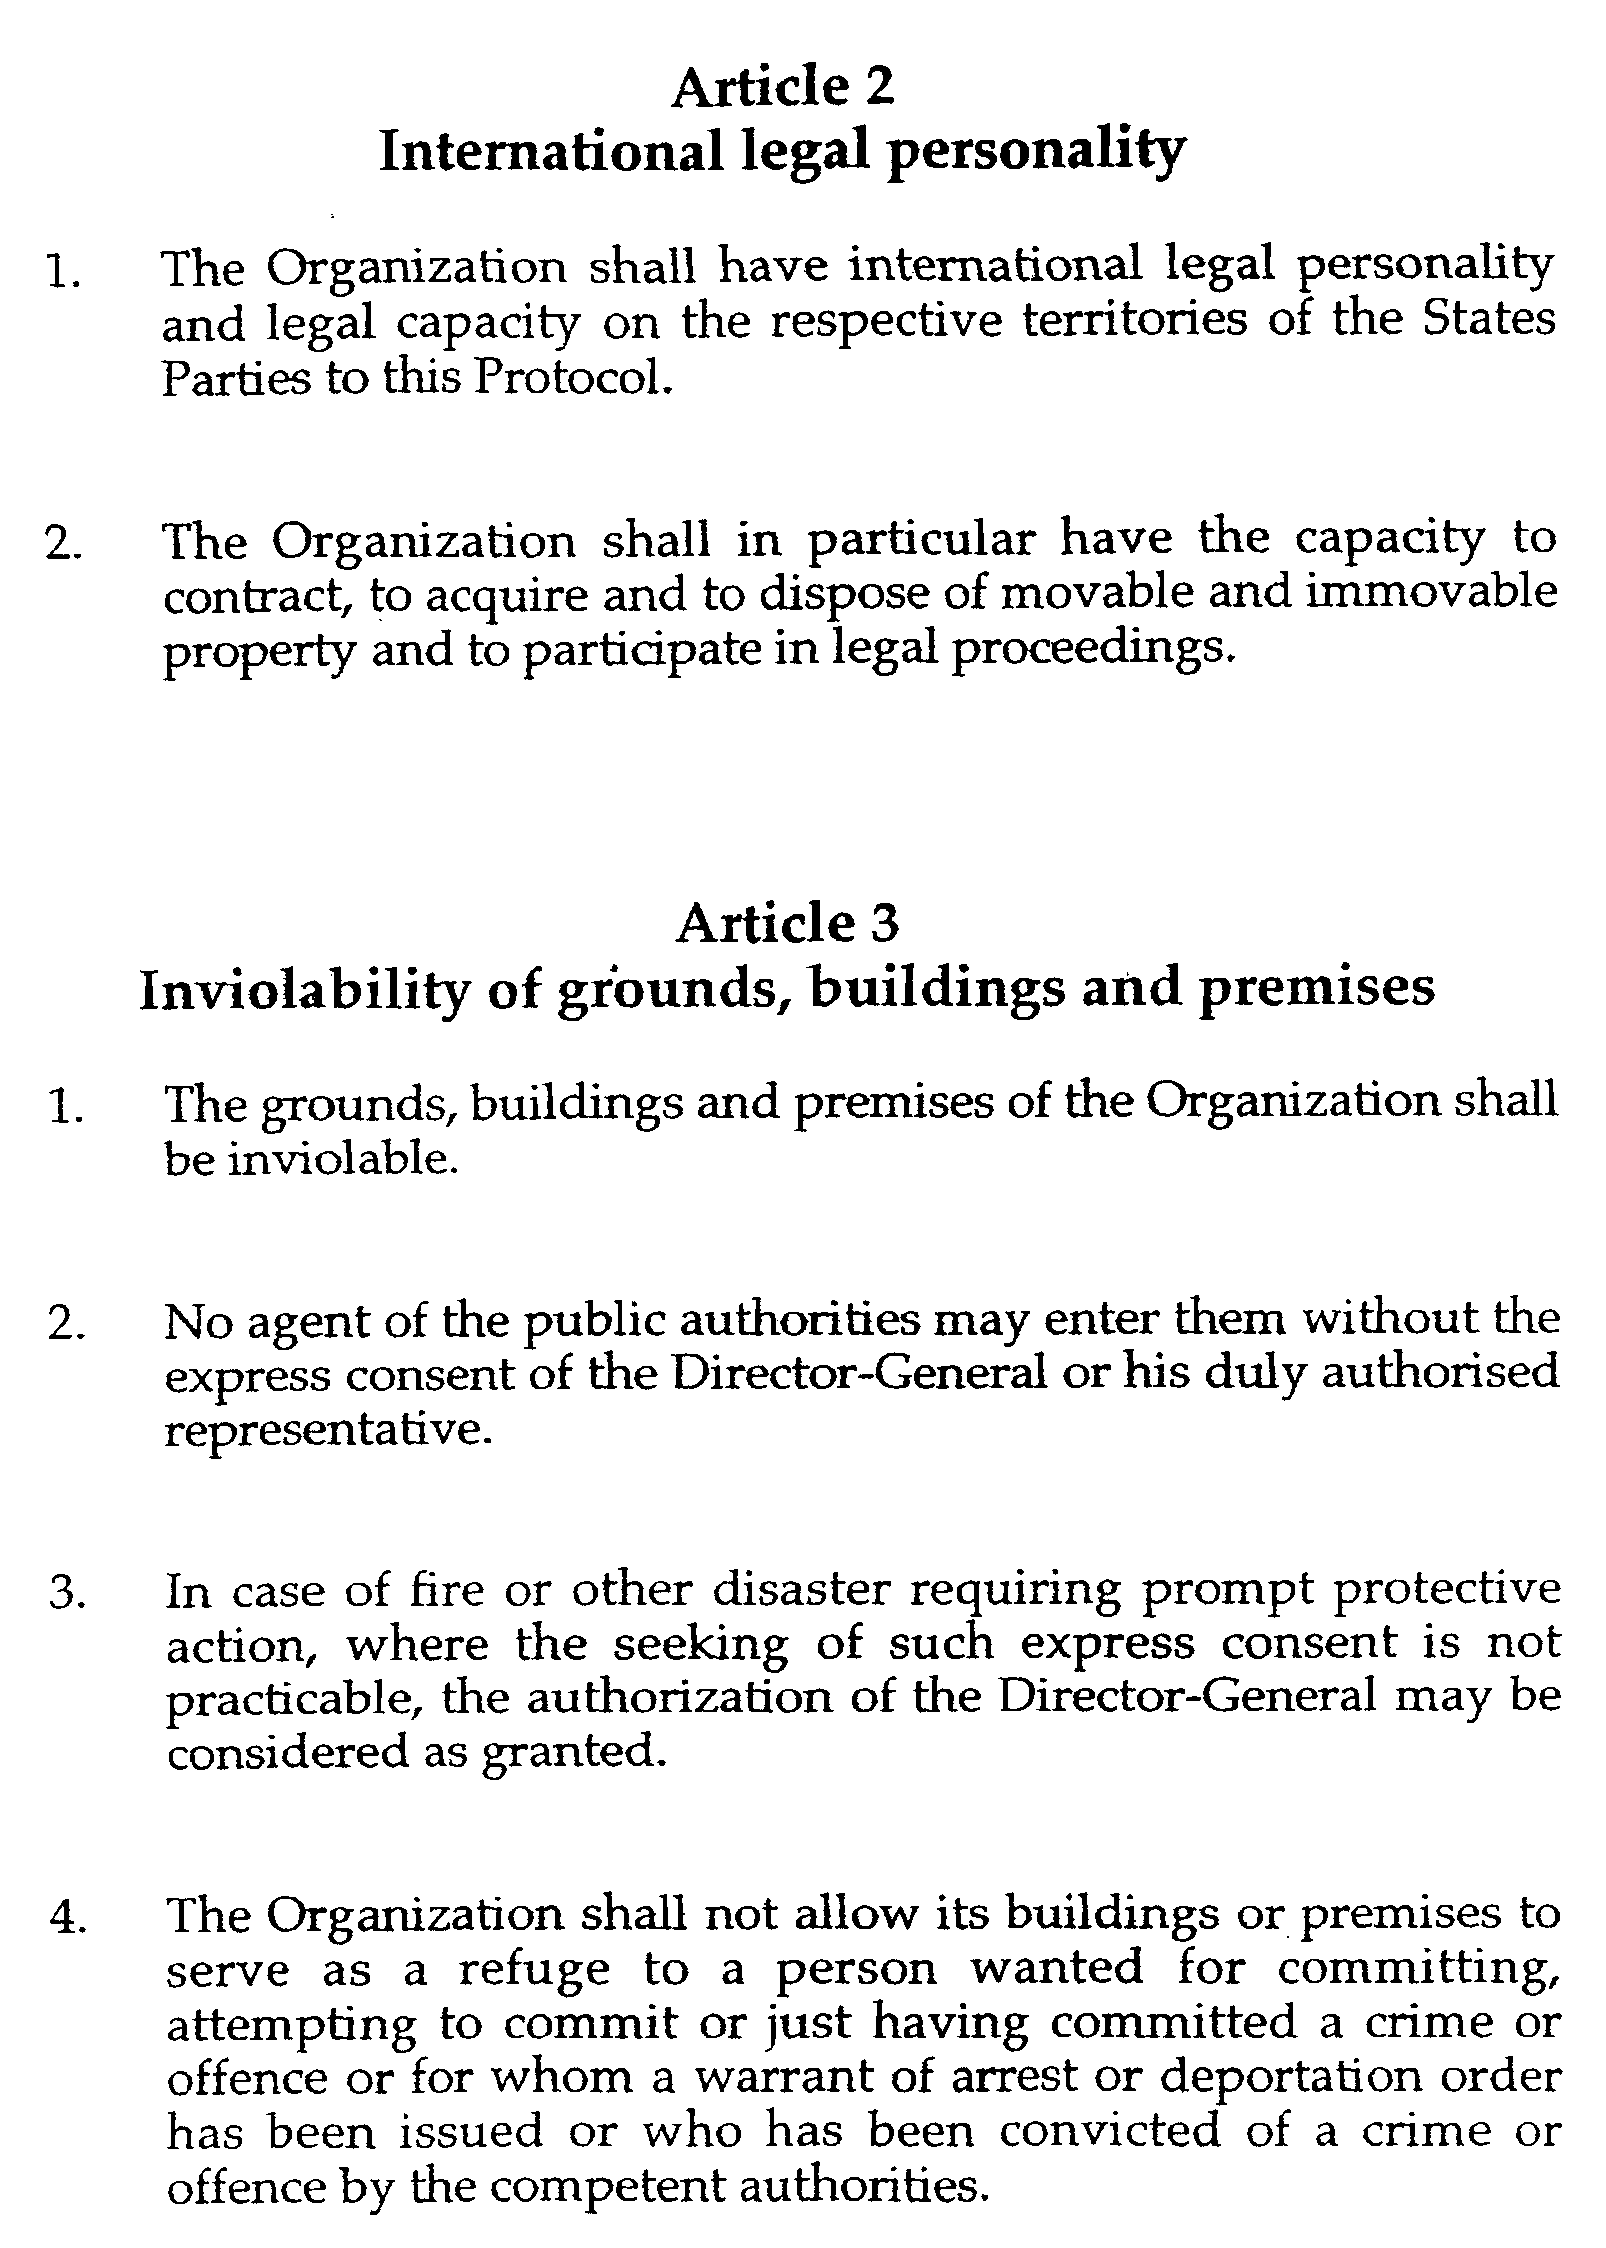 Article 2
International legal personality
1. The Organization shall have international legal personality
and legal capacity on the respective territories of the States
Parties to this Protocol.
2. The Organization shall in particular have the capacity to
contract, to acquire and to dispose of movable and immovable
property and to participate in legal proceedings.
Article 3
Inviolability of grounds, buildings and premises
1. The grounds, buildings and premises of the Organization shall
be inviolable.
2. No agent of the public authorities may enter them without the
express consent of the Director-General or his duly authorised
representative.
3. In case of fire or other disaster requiring prompt protective
action, where the seeking of such express consent is not
practicable, the authorization of the Director-General may be
considered as granted.
4. The Organization shall not allow its buildings or premises to
serve as a refuge to a person wanted for committing,
attempting to commit or just having committed a crime or
offence or for whom a warrant of arrest or deportation order
has been issued or who has been convicted of a crime or
offence by the competent authorities.